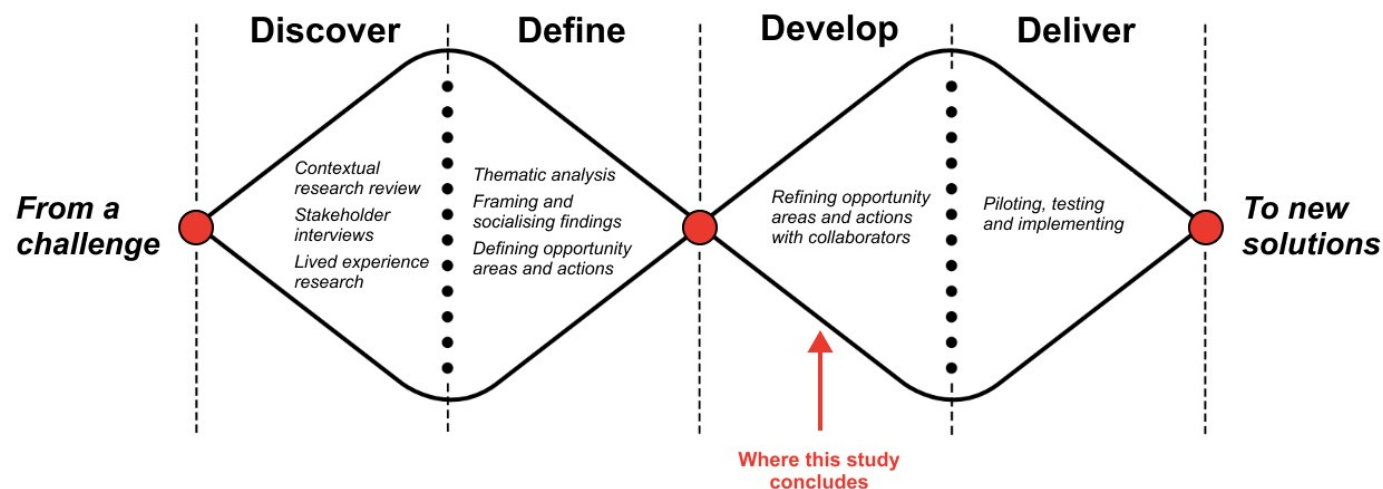 Discover
Define
Develop
Deliver
From a
challenge
Contextual
research review
Stakeholder
interviews
Lived experience
research
Thematic analysis
Framing and
socialising findings
Defining opportunity
areas and actions
Refining opportunity
areas and actions
with collaborators
Piloting, testing
and implementing
To new
solutions
Where this study
concludes